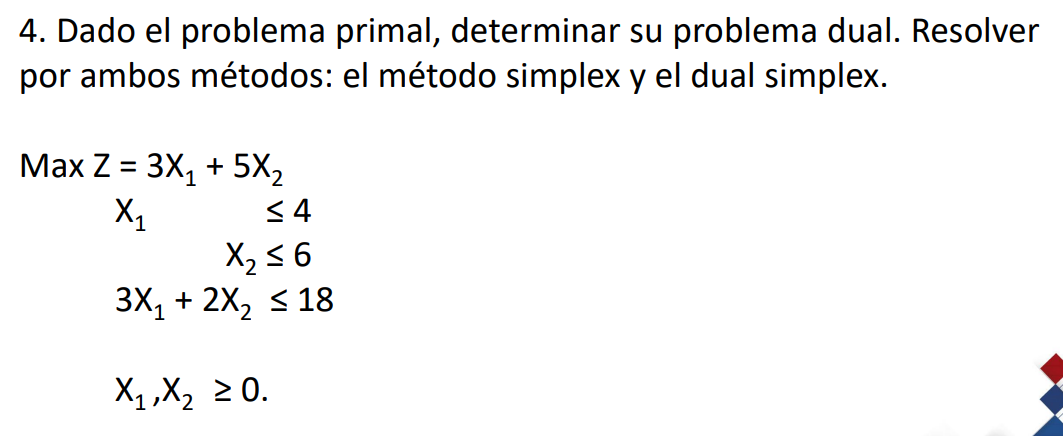 4. Dado el problema primal, determinar su problema dual. Resolver
por ambos métodos: el método simplex y el dual simplex.
Max Z = 3X₁ + 5X₂
X₁ ≤ 4
X₂ ≤ 6
3X₁ + 2X₂ ≤ 18
X₁ ,X₂ ≥ 0.